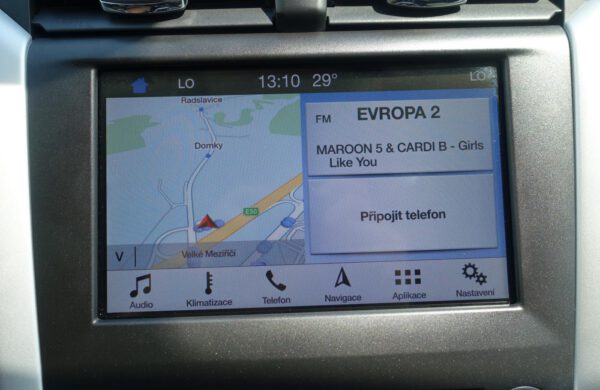 LO 13:10 29° LO
Radslavice
Domky
E50
V Velké Meziříčí
FM EVROPA 2
MAROON 5 & CARDI B - Girls
Like You
Připojit telefon
Audio Klimatizace Telefon Navigace Aplikace Nastavení